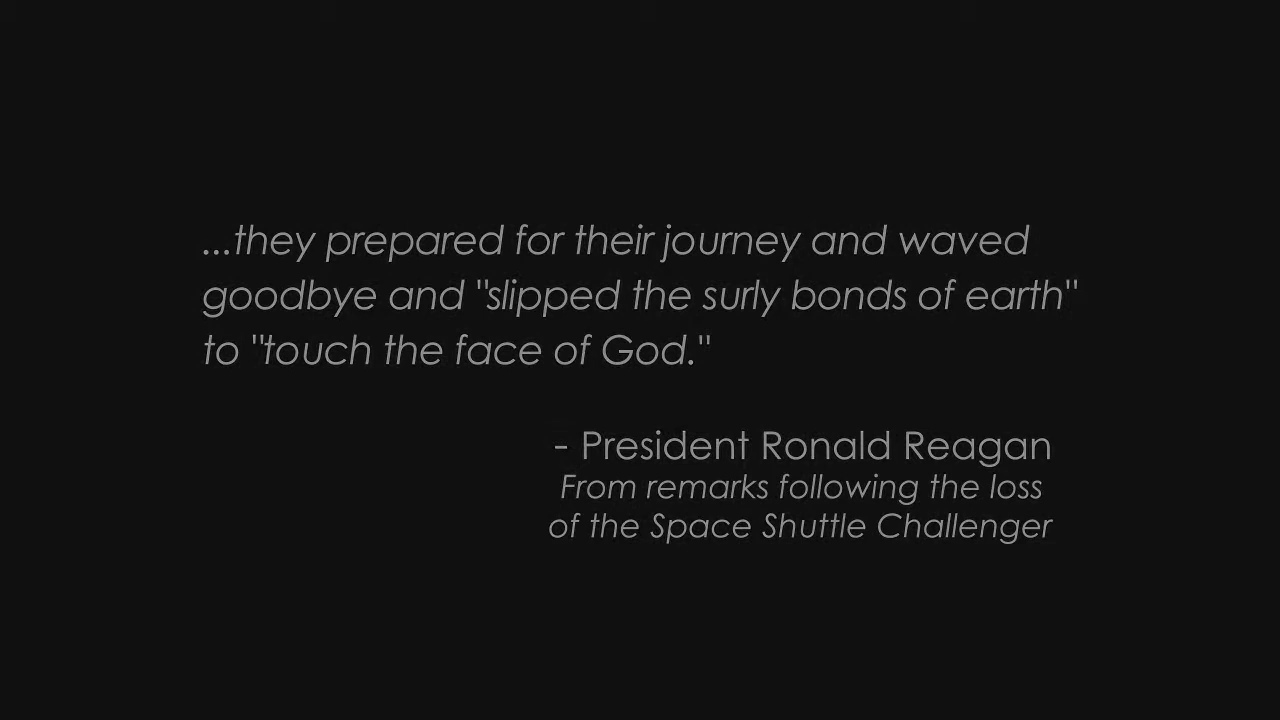 ...they prepared for their journey and waved
goodbye and "slipped the surly bonds of earth"
to "touch the face of God."
- President Ronald Reagan
From remarks following the loss
of the Space Shuttle Challenger